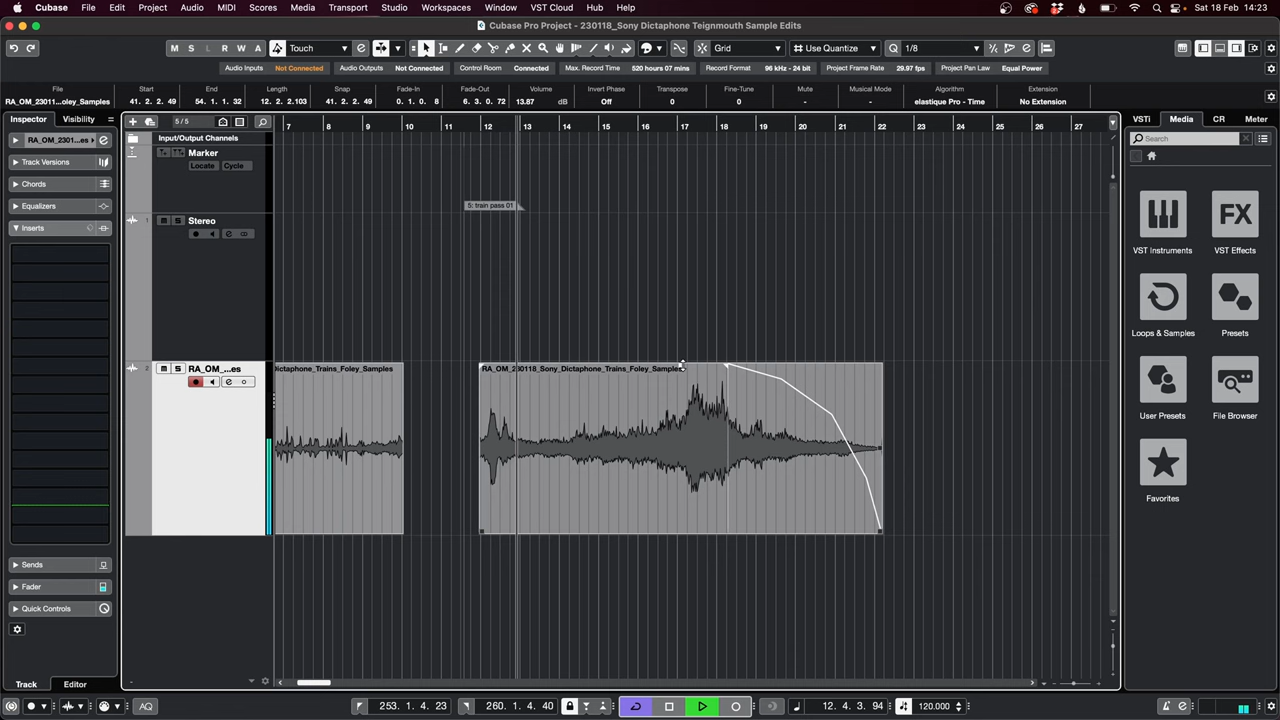 Cubase File Edit Project Audio MIDI Scores Media Transport Studio Workspaces Window VST Cloud Hub Help Sat 18 Feb 14:23
Cubase Pro Project - 230118_Sony Dictaphone Teignmouth Sample Edits
M S L R W A Touch Grid Use Quantize Q 1/8
Audio Inputs Not Connected Audio Outputs Not Connected Control Room Connected Max. Record Time 520 hours 07 mins Record Format 96 kHz - 24 bit Project Frame Rate 29.97 fps Project Pan Law Equal Power
File Start End Length Snap Fade-In Fade-Out Volume Invert Phase Transpose Fine-Tune Mute Musical Mode Algorithm Extension
RA_OM_23011...oley_Samples 41. 2. 2. 49 54. 1. 1. 32 12. 2. 2.103 41. 2. 2. 49 0. 1. 0. 8 6. 3. 0. 72 13.87 dB Off 0 0 - - elastique Pro - Time No Extension
Inspector Visibility 5/5 7 8 9 10 11 12 13 14 15 16 17 18 19 20 21 22 23 24 25 26 27 VSTi Media CR Meter
RA_OM_2301...es Input/Output Channels Search
Track Versions Marker
Locate Cycle
Chords
Equalizers 5: train pass 01
Inserts 1 M S Stereo
VST Instruments VST Effects
FX
Loops & Samples Presets
2 M S RA_OM_...es ictaphone_Trains_Foley_Samples RA_OM_230118_Sony_Dictaphone_Trains_Foley_Samples
User Presets File Browser
Favorites
Sends
Fader
Quick Controls
Track Editor
AQ 253. 1. 4. 23 260. 1. 4. 40 12. 4. 3. 94 120.000